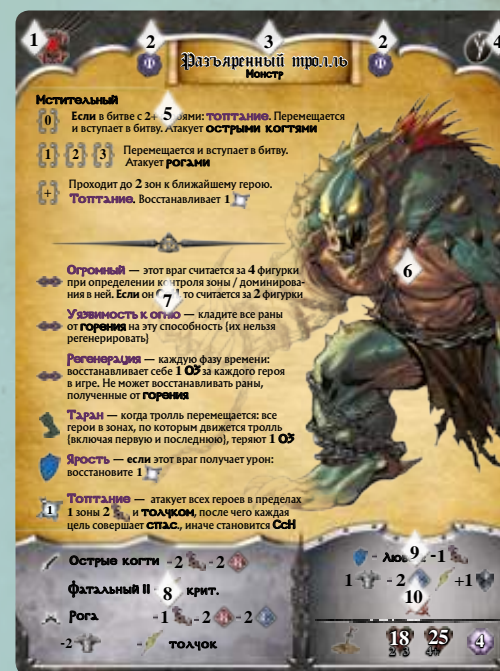 1 2 3 2 4
Ф Ф
Разъяренный тролль
Монстр
Мстительный
0 Если в битве с 2+ 5 оями: топтание. Перемещается
и вступает в битву. Атакует острыми когтями
1 2 3 Перемещается и вступает в битву.
Атакует рогами
+ Проходит до 2 зон к ближайшему герою.
Топтание. Восстанавливает 1
6
Огромный — этот враг считается за 4 фигурки
при определении контроля зоны / доминирова-
ния в ней. Если он то считается за 2 фигурки
7
Уязвимость к огню — кладите все раны
от горения на эту способность (их нельзя
регенерировать)
Регенерация — каждую фазу времени:
восстанавливает себе 1 ОЗ за каждого героя
в игре. Не может восстанавливать раны,
полученные от горения
Таран — когда тролль перемещается: все
герои в зонах, по которым движется тролль
(включая первую и последнюю), теряют 1 ОЗ
Ярость — если этот враг получает урон:
восстановите 1
1 Топтание — атакует всех героев в пределах
1 зоны 2 и толчком, после чего каждая
цель совершает спас., иначе становится СсН
Острые когти - 2 - 2
фатальный II - 8 крит.
Рога - 1 - 2 - 2
-2 - толчок
- 9 -1
1 - 2 +1
10
18 25 4